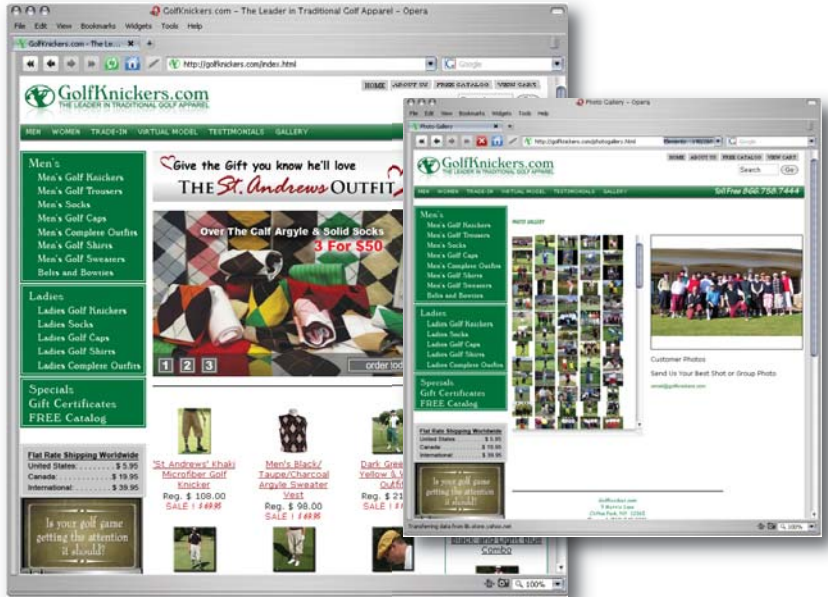 GolfKnickers.com – The Leader in Traditional Golf Apparel – Opera
File Edit View Bookmarks Widgets Tools Help
GolfKnickers.com – The Le...
http://golfknickers.com/index.html
Google
GolfKnickers.com
THE LEADER IN TRADITIONAL GOLF APPAREL
HOME ABOUT US FREE CATALOG VIEW CART
MEN WOMEN TRADE-IN VIRTUAL MODEL TESTIMONIALS GALLERY
Men's
Men's Golf Knickers
Men's Golf Trousers
Men's Socks
Men's Golf Caps
Men's Complete Outfits
Men's Golf Shirts
Men's Golf Sweaters
Belts and Bowties
Ladies
Ladies Golf Knickers
Ladies Socks
Ladies Golf Caps
Ladies Golf Shirts
Ladies Complete Outfits
Specials
Gift Certificates
FREE Catalog
Flat Rate Shipping Worldwide
United States: . . . . . . . . . $ 5.95
Canada: . . . . . . . . . . . . $ 19.95
International: . . . . . . . . $ 39.95
Is your golf game
getting the attention
it should?
Give the Gift you know he'll love
THE St. Andrews OUTFIT
Over The Calf Argyle & Solid Socks
3 For $50
1 2 3
order tod
'St Andrews' Khaki
Microfiber Golf
Knicker
Reg. $ 108.00
SALE ! $ 69.95
Men's Black/
Taupe/Charcoal
Argyle Sweater
Vest
Reg. $ 98.00
SALE ! $ 69.95
Dark Gree
Yellow & W
Outfi
Reg. $ 21
SALE ! $
Black and Light Blue
Combo
100%
Photo Gallery – Opera
File Edit View Bookmarks Widgets Tools Help
Photo Gallery
http://golfknickers.com/photogallery.html
Google
GolfKnickers.com
THE LEADER IN TRADITIONAL GOLF APPAREL
HOME ABOUT US FREE CATALOG VIEW CART
Search Go
MEN WOMEN TRADE-IN VIRTUAL MODEL TESTIMONIALS GALLERY
Toll Free 866.758.7444
Men's
Men's Golf Knickers
Men's Golf Trousers
Men's Socks
Men's Golf Caps
Men's Complete Outfits
Men's Golf Shirts
Men's Golf Sweaters
Belts and Bowties
Ladies
Ladies Golf Knickers
Ladies Socks
Ladies Golf Caps
Ladies Golf Shirts
Ladies Complete Outfits
Specials
Gift Certificates
FREE Catalog
Flat Rate Shipping Worldwide
United States: . . . . . . . . . $ 5.95
Canada: . . . . . . . . . . . . $ 19.95
International: . . . . . . . . $ 39.95
Is your golf game
getting the attention
it should?
PHOTO GALLERY
Customer Photos
Send Us Your Best Shot or Group Photo
Transferring data from lib.store.yahoo.net
100%